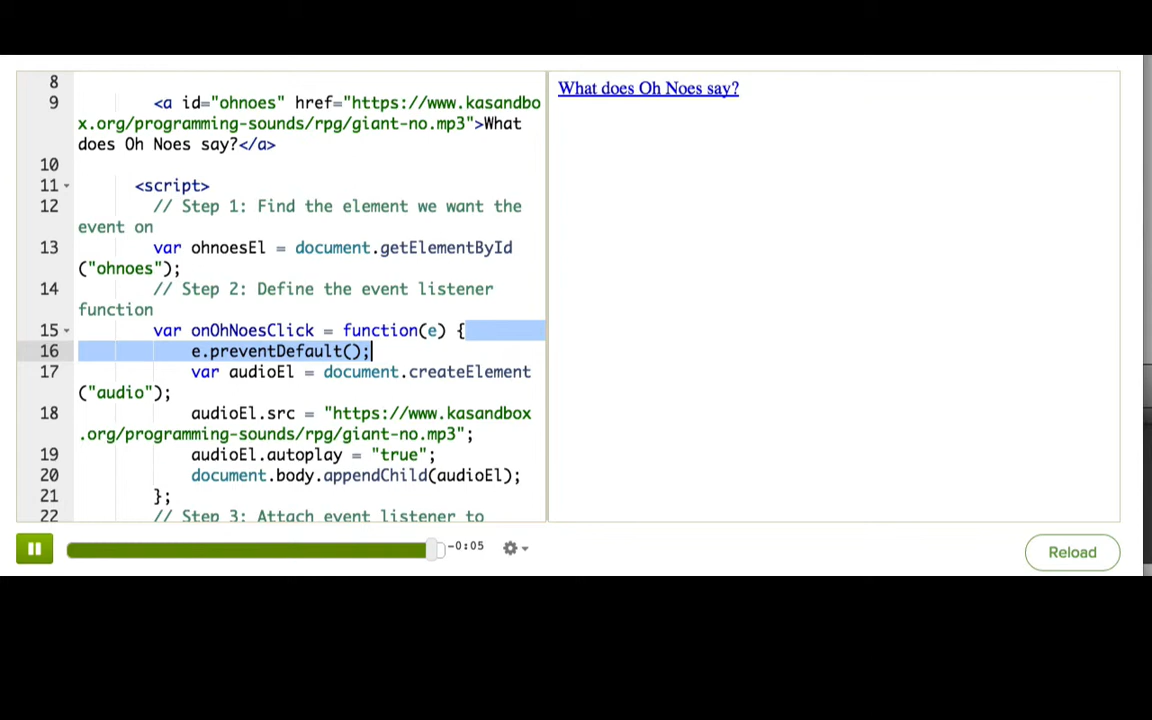 8
9 <a id="ohnoes" href="https://www.kasandbo
x.org/programming-sounds/rpg/giant-no.mp3">What
does Oh Noes say?</a>
10
11 <script>
12 // Step 1: Find the element we want the
event on
13 var ohnoesEl = document.getElementById
("ohnoes");
14 // Step 2: Define the event listener
function
15 var onOhNoesClick = function(e) {
16 e.preventDefault();
17 var audioEl = document.createElement
("audio");
18 audioEl.src = "https://www.kasandbox
.org/programming-sounds/rpg/giant-no.mp3";
19 audioEl.autoplay = "true";
20 document.body.appendChild(audioEl);
21 };
22 // Step 3: Attach event listener to
What does Oh Noes say?
-0:05
Reload